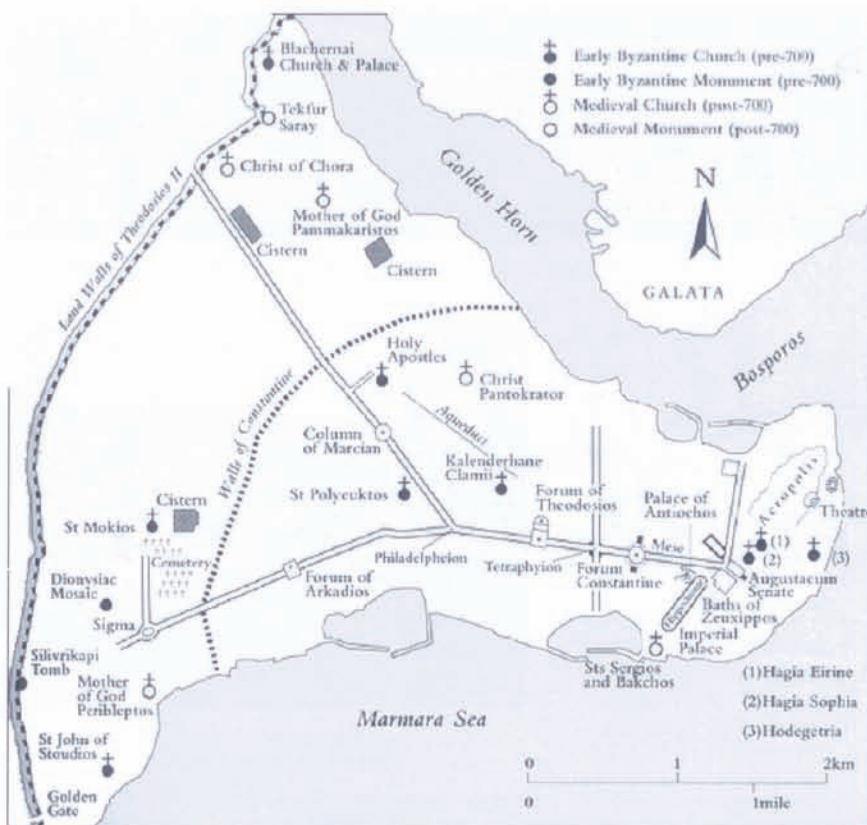 Blachernai
Church & Palace
Early Byzantine Church (pre-700)
Early Byzantine Monument (pre-700)
Medieval Church (post-700)
Medieval Monument (post-700)
Tekfur
Saray
Christ of Chora
Golden Horn
N
Mother of God
Pammakaristos
Cistern
Cistern
GALATA
Land Walls of Theodosios II
Bosporos
Holy
Apostles
Christ
Pantokrator
Walls of Constantine
Aqueduct
Column
of Marcian
Kalenderhane
Camii
St Polyeuktos
Forum of
Theodosios
Palace of
Antiochos
Acropolis
Theatre
Cistern
St Mokios
Cemetery
Philadelpheion
Tetraphyion
Mese
Forum
Constantine
(1)
(2)
(3)
Augustaeum
Senate
Dionysiac
Mosaic
Forum of
Arkadios
Hippodrome
Baths of
Zeuxippos
Sigma
Imperial
Palace
Silivrikapi
Tomb
Mother
of God
Peribleptos
Sts Sergios
and Bakchos
(1)Hagia Eirine
(2)Hagia Sophia
(3)Hodegetria
Marmara Sea
St John of
Stoudios
Golden
Gate
0 1 2km
0 1mile